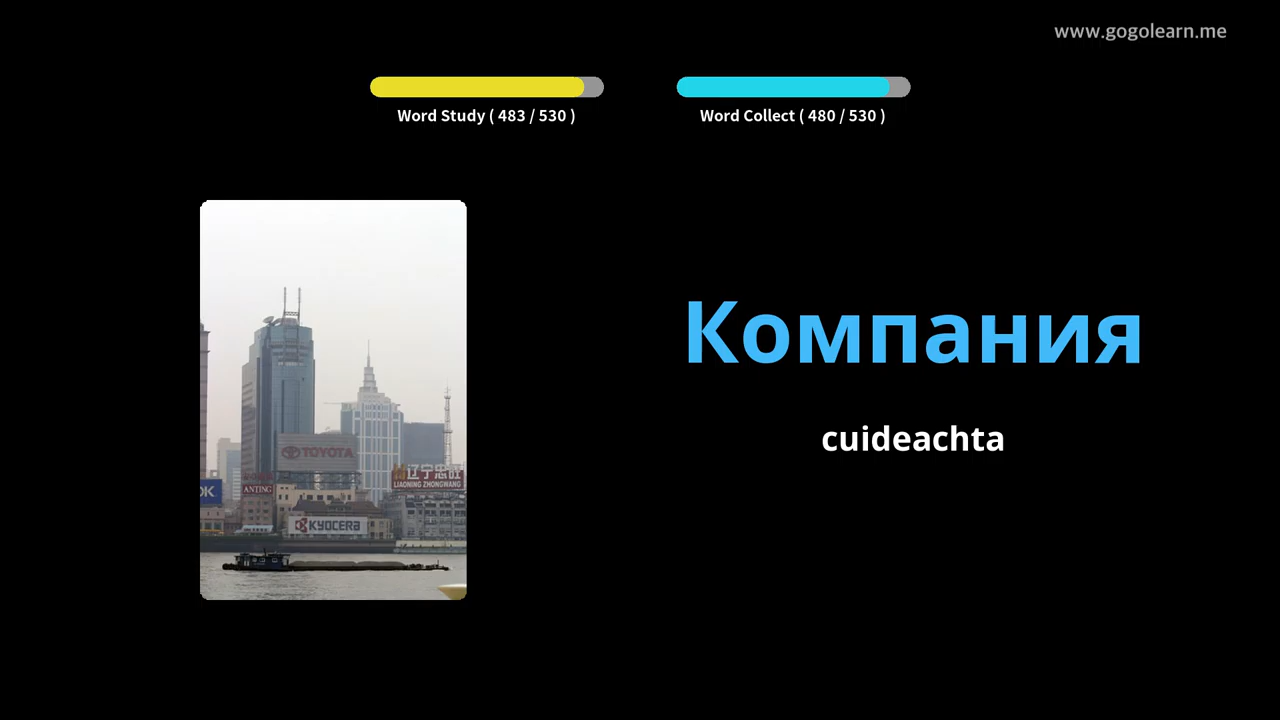 www.gogolearn.me
Word Study ( 483 / 530 )
Word Collect ( 480 / 530 )
Компания
cuideachta
TOYOTA
辽宁忠旺
LIAONING ZHONGWANG
ANTING
KYOCERA